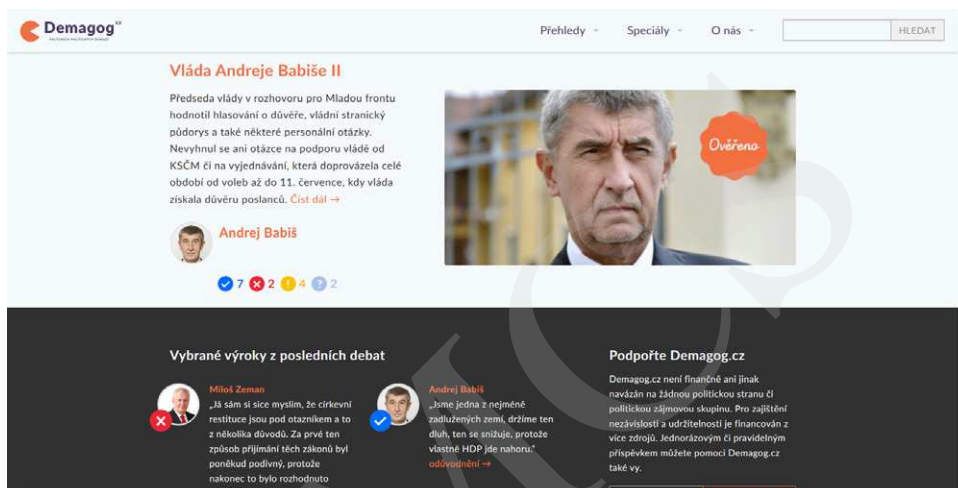 Demagog.cz
Přehledy
Speciály
O nás
HLEDAT
Vláda Andreje Babiše II
Předseda vlády v rozhovoru pro Mladou frontu
hodnotil hlasování o důvěře, vládní stranický
půdorys a také některé personální otázky.
Nevyhnul se ani otázce na podporu vládě od
KSČM či na vyjednávání, která doprovázela celé
období od voleb až do 11. července, kdy vláda
získala důvěru poslanců. Číst dál →
Ověřeno
Andrej Babiš
7 2 4 2
Vybrané výroky z posledních debat
Miloš Zeman
„Já sám si sice myslím, že církevní
restituce jsou pod otazníkem a to
z několika důvodů. Za prvé ten
způsob přijímání těch zákonů byl
poněkud podivný, protože
nakonec to bylo rozhodnuto
Andrej Babiš
„Jsme jedna z nejméně
zadlužených zemí, držíme ten
dluh, ten se snižuje, protože
vlastně HDP jde nahoru."
odůvodnění →
Podpořte Demagog.cz
Demagog.cz není finančně ani jinak
navázán na žádnou politickou stranu či
politickou zájmovou skupinu. Pro zajištění
nezávislosti a udržitelnosti je financován z
více zdrojů. Jednorázovým či pravidelným
příspěvkem můžete pomoci Demagog.cz
také vy.